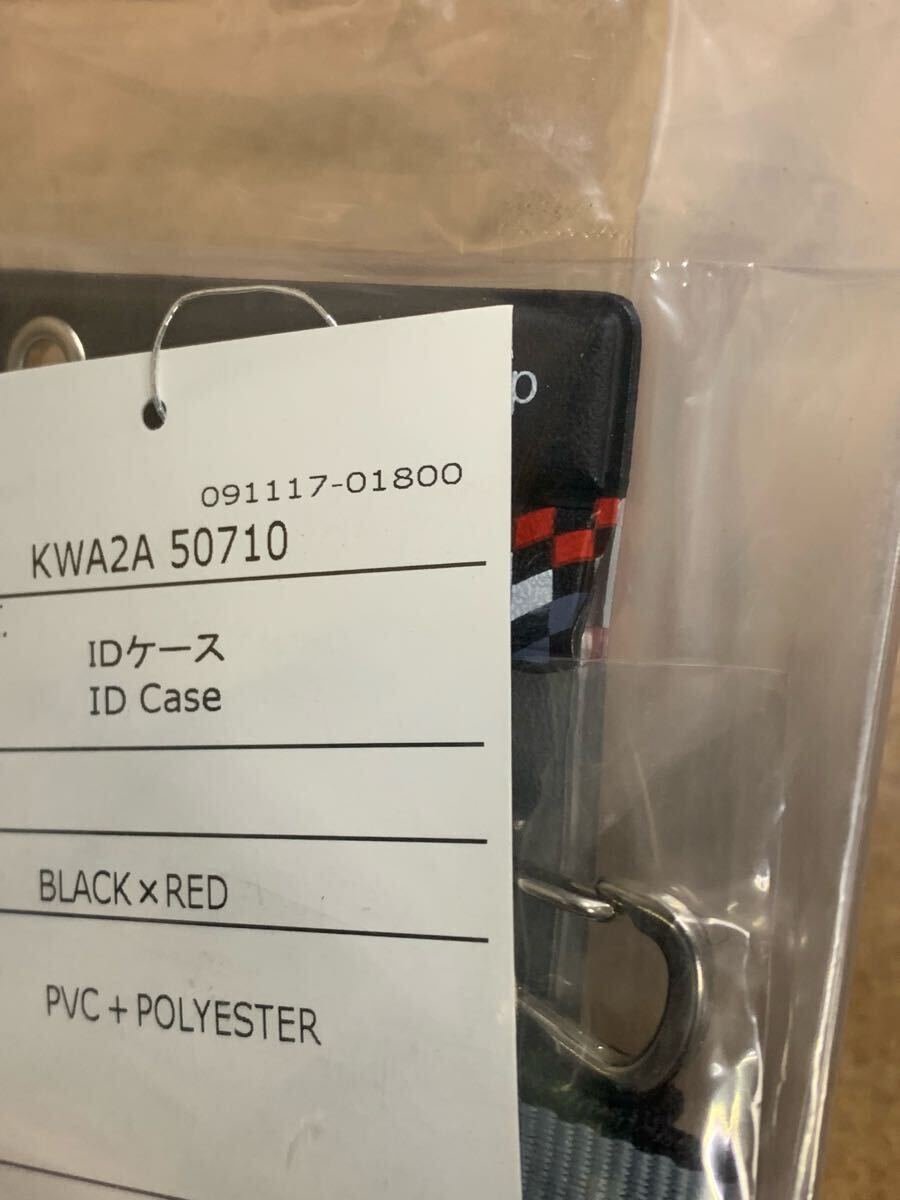 091117-01800
KWA2A 50710
IDケース
ID Case
BLACK×RED
PVC+POLYESTER